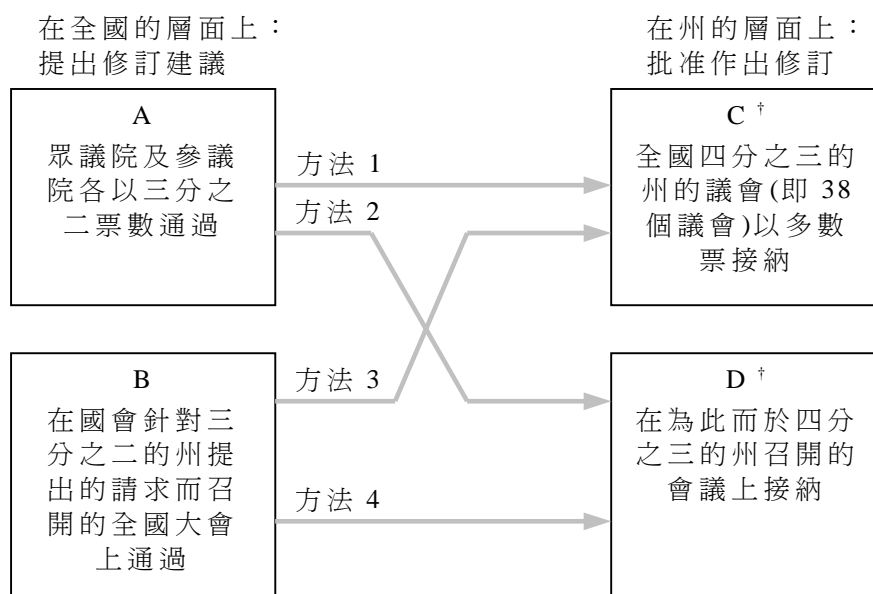 在全國的層面上：
提出修訂建議
在州的層面上：
批准作出修訂
A
眾議院及參議
院各以三分之
二票數通過
方法 1
方法 2
C †
全國四分之三的
州的議會(即 38
個議會)以多數
票接納
B
在國會針對三
分之二的州提
出的請求而召
開的全國大會
上通過
方法 3
方法 4
D †
在為此而於四分
之三的州召開的
會議上接納